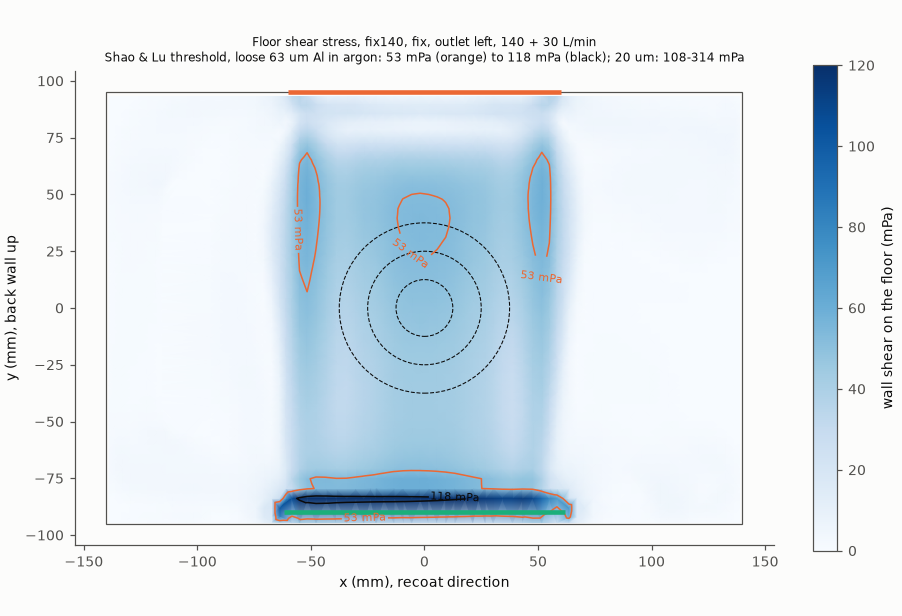 Floor shear stress, fix140, fix, outlet left, 140 + 30 L/min
Shao & Lu threshold, loose 63 um Al in argon: 53 mPa (orange) to 118 mPa (black); 20 um: 108-314 mPa
100
75
50
25
0
−25
−50
−75
−100
y (mm), back wall up
53 mPa
53 mPa
53 mPa
118 mPa
53 mPa
−150
−100
−50
0
50
100
150
x (mm), recoat direction
120
100
80
60
40
20
0
wall shear on the floor (mPa)